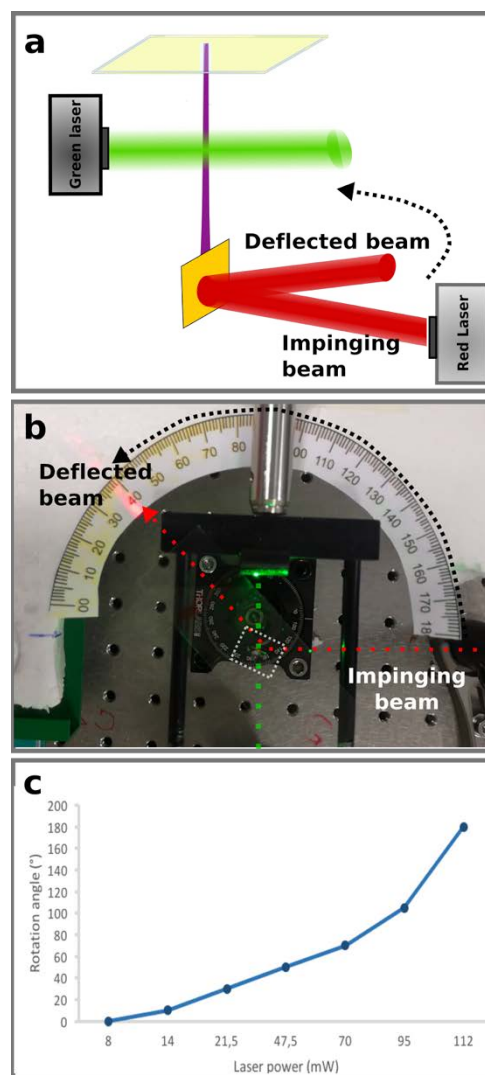 a
Green laser
Deflected beam
Impinging
beam
Red Laser
b
Deflected
beam
00 10 20 30 40 50 60 70 80 100 110 120 130 140 150 160 170 18
Impinging
beam
c
200
180
160
140
120
100
80
60
40
20
0
Rotation angle (°)
8 14 21,5 47,5 70 95 112
Laser power (mW)